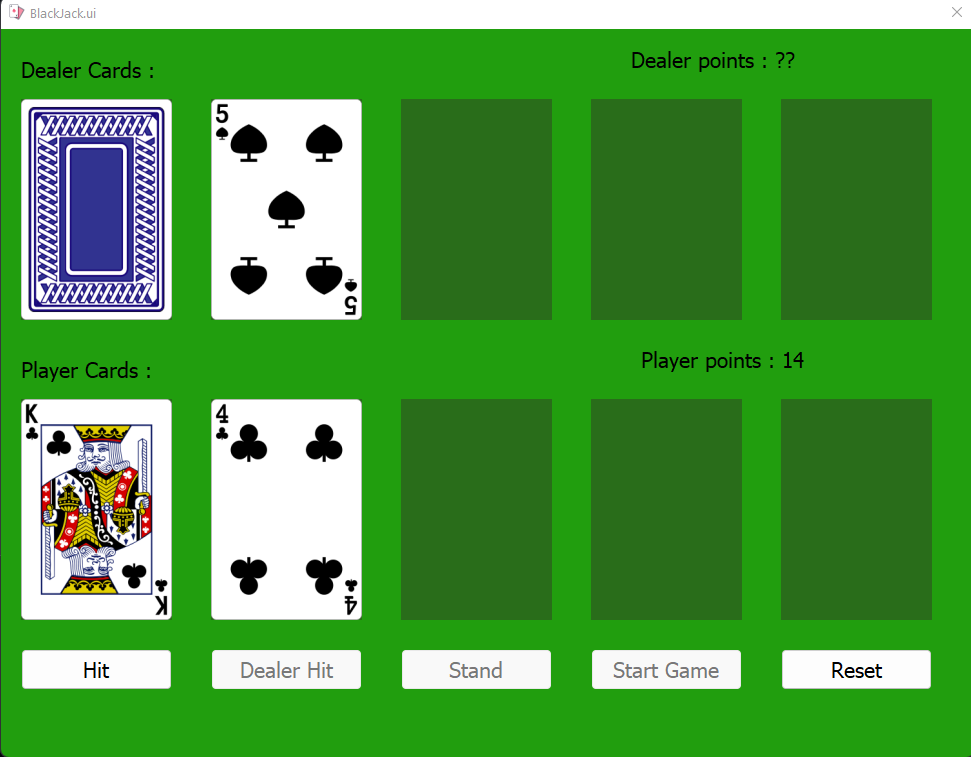 BlackJack.ui
Dealer Cards :
Dealer points : ??
5
5
Player Cards :
Player points : 14
K
K
4
4
Hit
Dealer Hit
Stand
Start Game
Reset